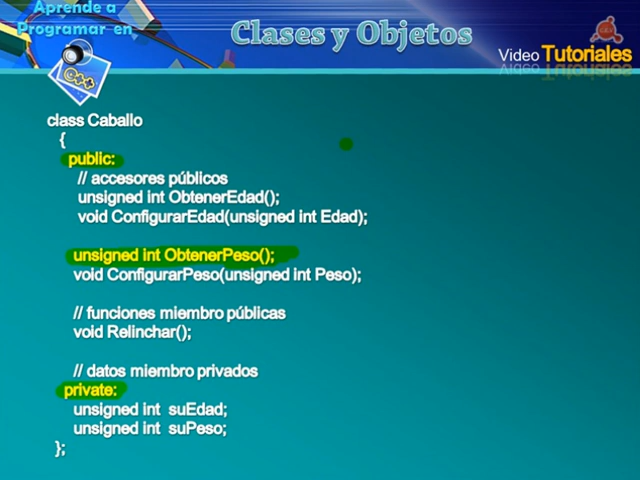 Aprende a
Programar en
C++
Clases y Objetos
Video Tutoriales
class Caballo
{
public:
// accesores públicos
unsigned int ObtenerEdad();
void ConfigurarEdad(unsigned int Edad);
unsigned int ObtenerPeso();
void ConfigurarPeso(unsigned int Peso);
// funciones miembro públicas
void Relinchar();
// datos miembro privados
private:
unsigned int suEdad;
unsigned int suPeso;
};